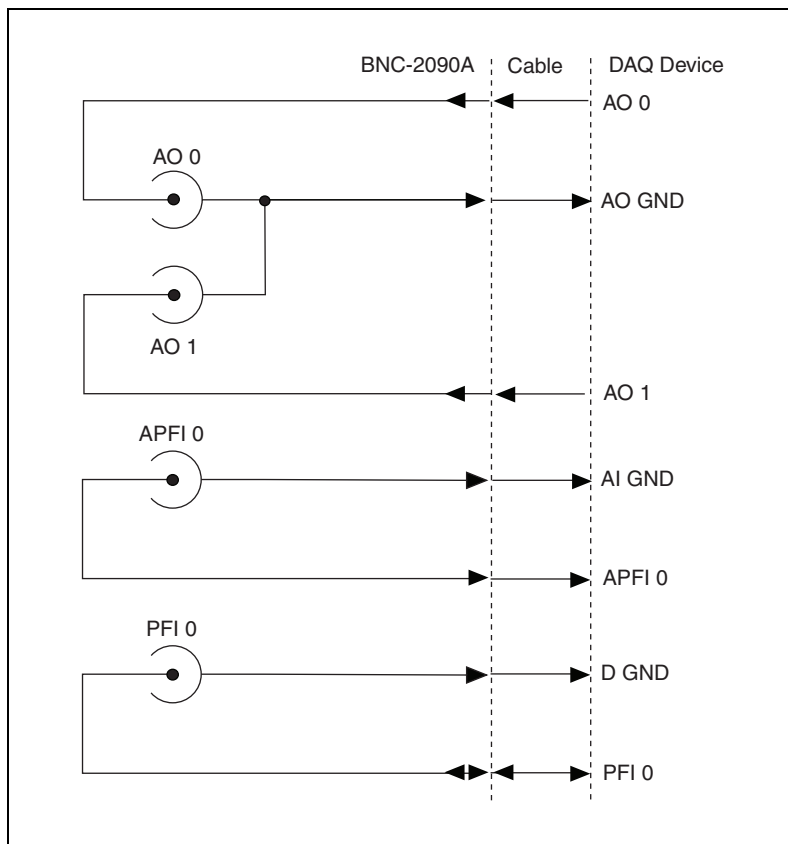 BNC-2090A Cable DAQ Device
AO 0
AO 0
AO GND
AO 1
AO 1
APFI 0
AI GND
APFI 0
PFI 0
D GND
PFI 0